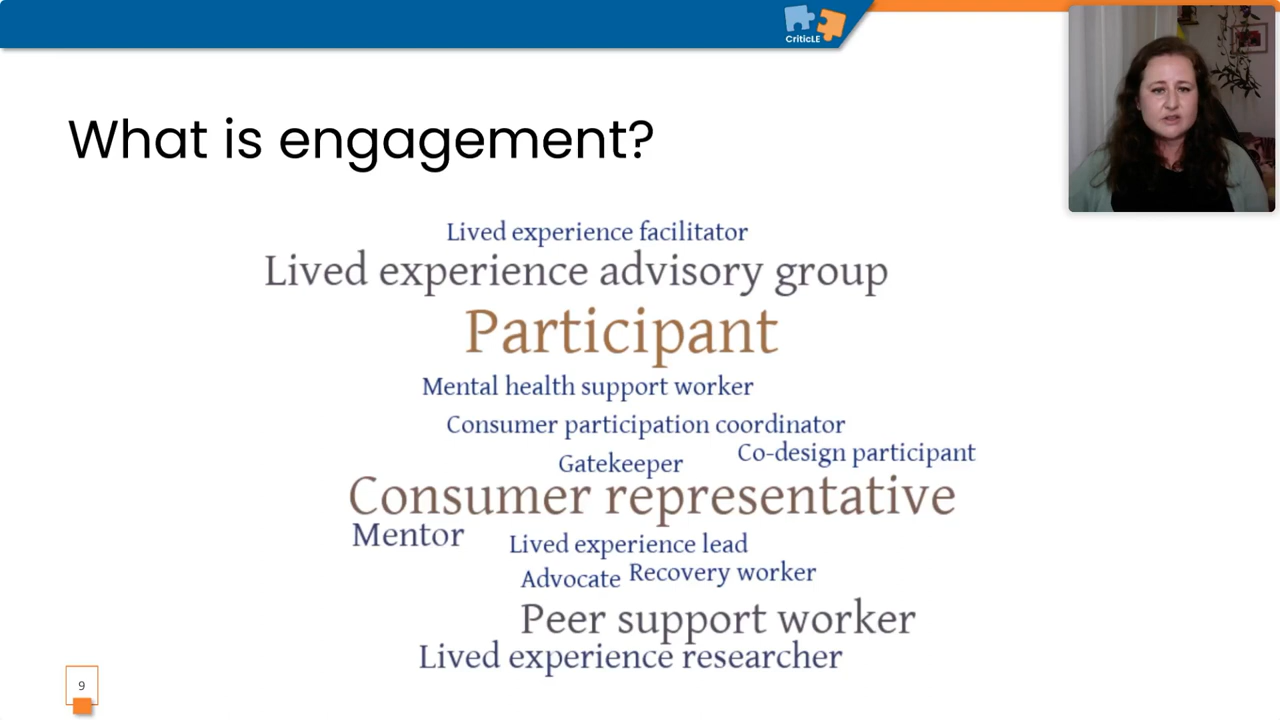 CriticLE
What is engagement?
Lived experience facilitator
Lived experience advisory group
Participant
Mental health support worker
Consumer participation coordinator
Co-design participant
Gatekeeper
Consumer representative
Mentor
Lived experience lead
Advocate
Recovery worker
Peer support worker
Lived experience researcher
9